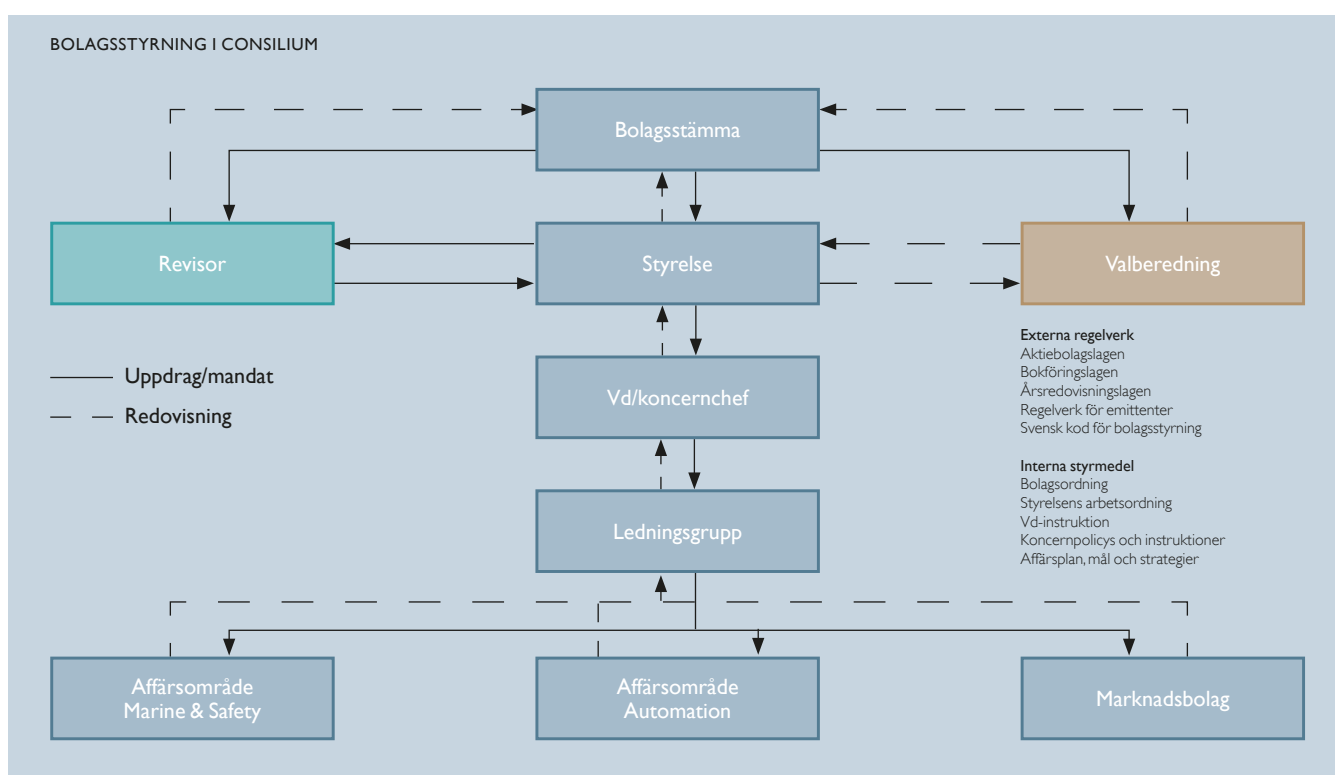 BOLAGSSTYRNING I CONSILIUM
Bolagsstämma
Revisor
Styrelse
Valberedning
Uppdrag/mandat
Redovisning
Vd/koncernchef
Externa regelverk
Aktiebolagslagen
Bokföringslagen
Årsredovisningslagen
Regelverk för emittenter
Svensk kod för bolagsstyrning
Interna styrmedel
Bolagsordning
Styrelsens arbetsordning
Vd-instruktion
Koncernpolicys och instruktioner
Affärsplan, mål och strategier
Ledningsgrupp
Affärsområde
Marine & Safety
Affärsområde
Automation
Marknadsbolag